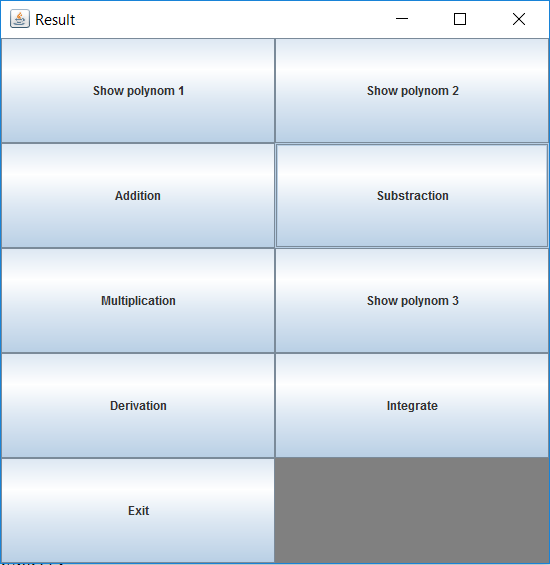 Result
Show polynom 1
Show polynom 2
Addition
Substraction
Multiplication
Show polynom 3
Derivation
Integrate
Exit